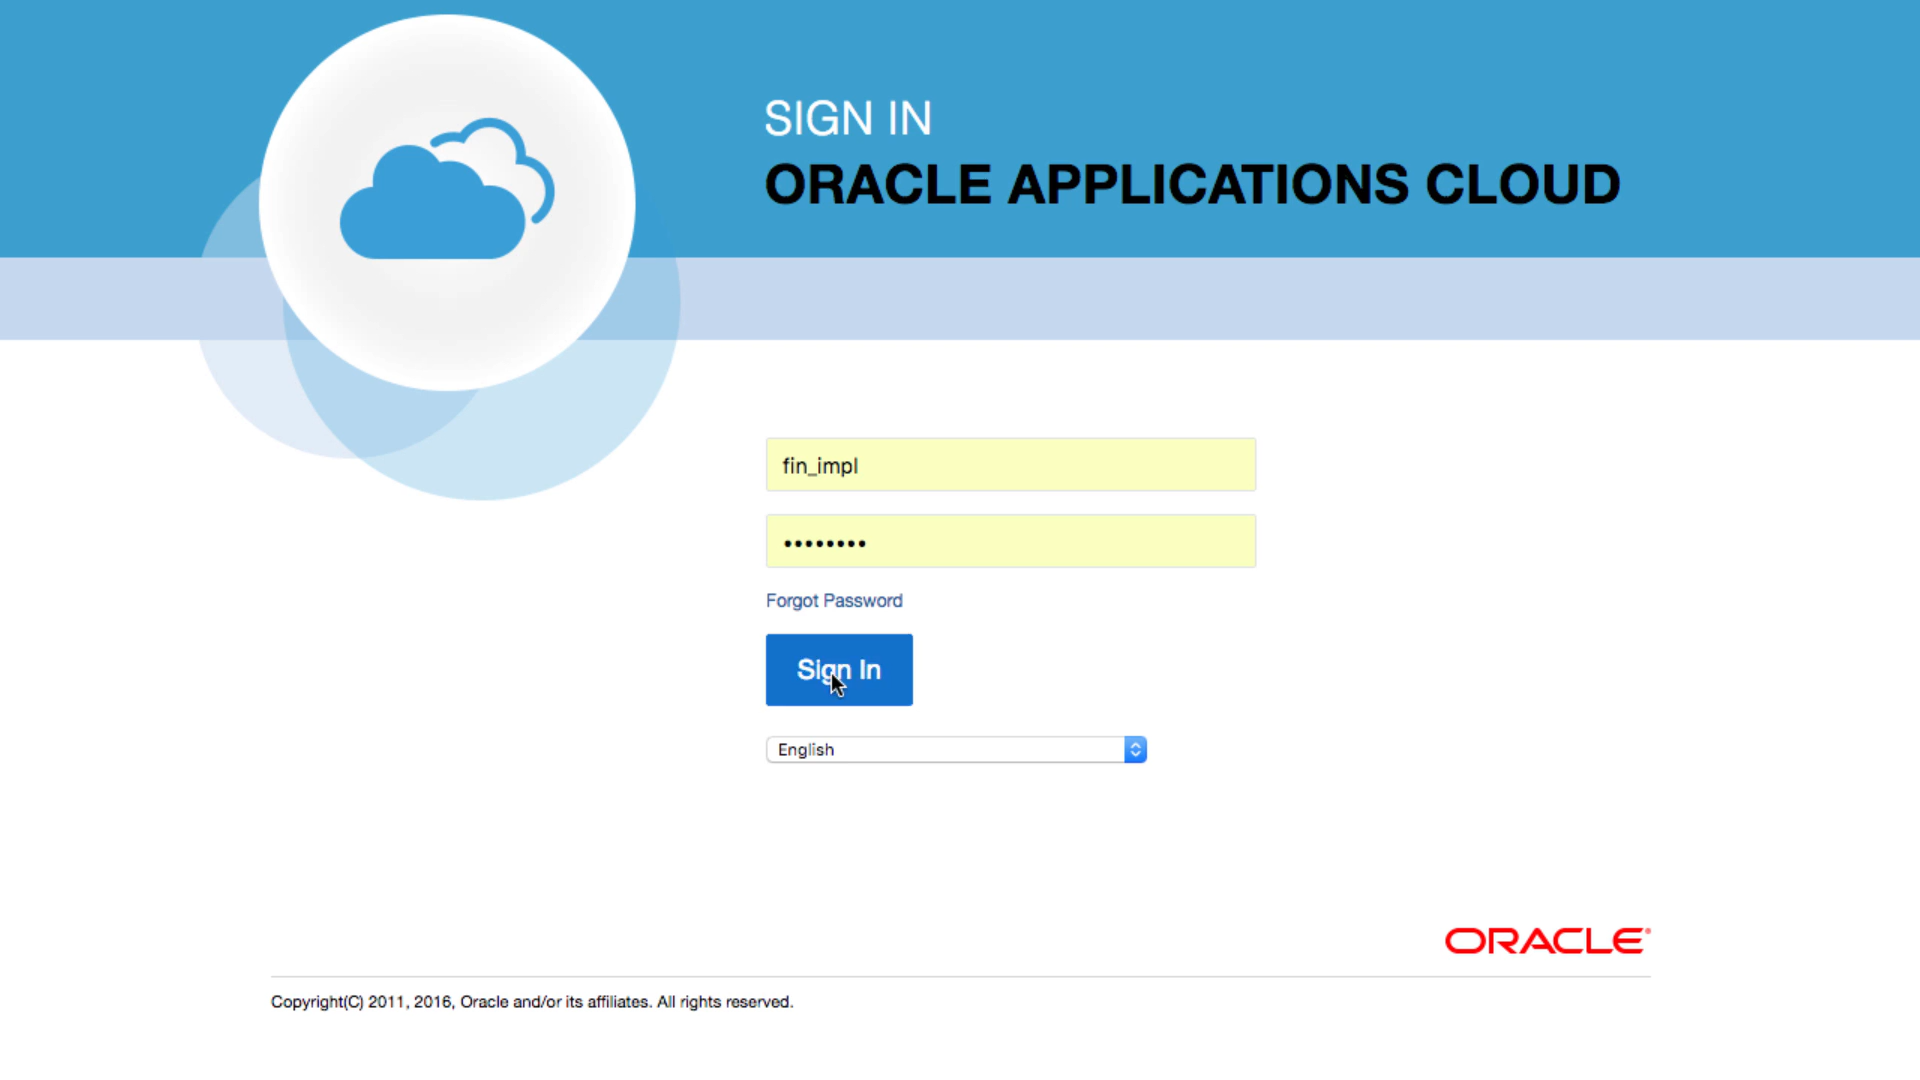 SIGN IN
ORACLE APPLICATIONS CLOUD
fin_impl
••••••••
Forgot Password
Sign In
English
ORACLE®
Copyright(C) 2011, 2016, Oracle and/or its affiliates. All rights reserved.